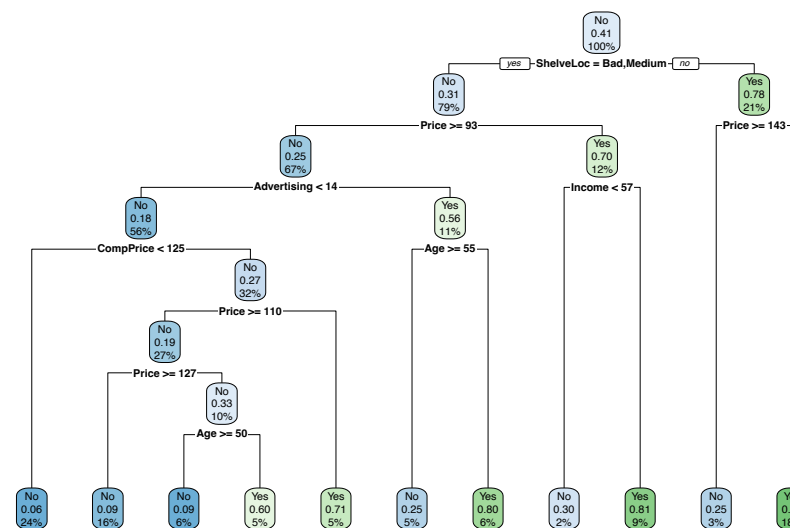 No
0.41
100%
yes
ShelveLoc = Bad,Medium
no
No
0.31
79%
Yes
0.78
21%
Price >= 93
Price >= 143
No
0.25
67%
Yes
0.70
12%
Advertising < 14
Income < 57
No
0.18
56%
Yes
0.56
11%
CompPrice < 125
Age >= 55
No
0.27
32%
Price >= 110
No
0.19
27%
Price >= 127
No
0.33
10%
Age >= 50
No
0.06
24%
No
0.09
16%
No
0.09
6%
Yes
0.60
5%
Yes
0.71
5%
No
0.25
5%
Yes
0.80
6%
No
0.30
2%
Yes
0.81
9%
No
0.25
3%